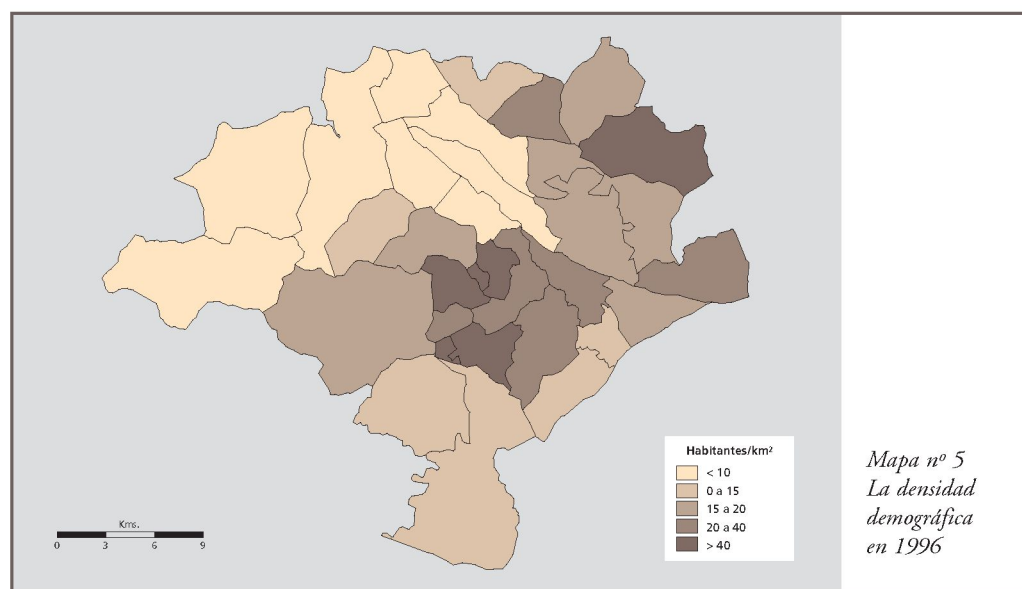 Habitantes/km²
< 10
0 a 15
15 a 20
20 a 40
> 40
Kms.
0 3 6 9
Mapa nº 5
La densidad
demográfica
en 1996